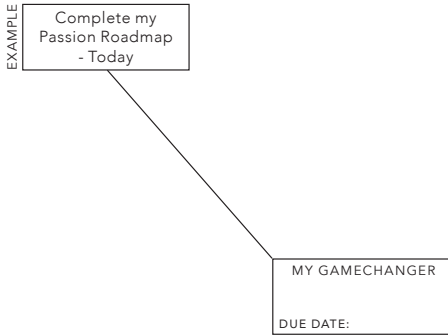 EXAMPLE
Complete my
Passion Roadmap
- Today
MY GAMECHANGER
DUE DATE: